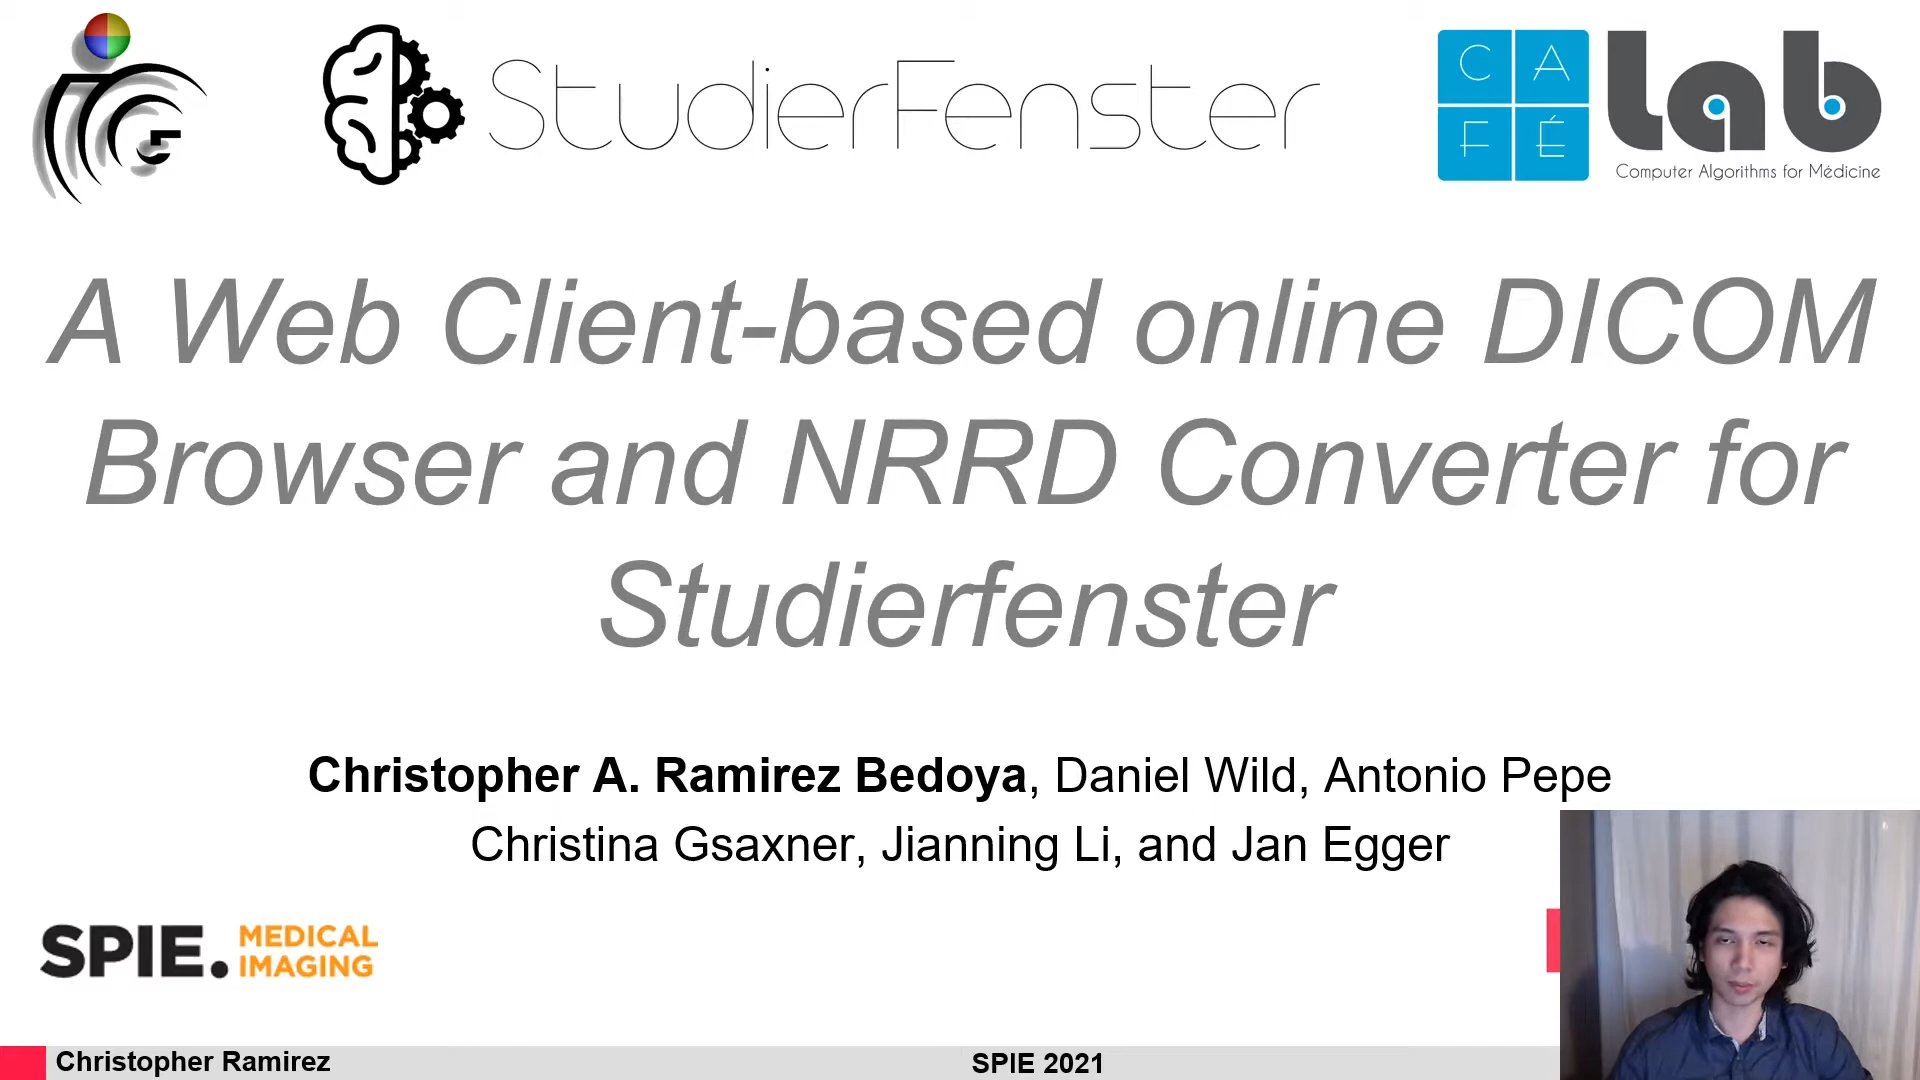 StudierFenster
CA
FÉ
Lab
Computer Algorithms for Médicine
A Web Client-based online DICOM
Browser and NRRD Converter for
Studierfenster
Christopher A. Ramirez Bedoya, Daniel Wild, Antonio Pepe
Christina Gsaxner, Jianning Li, and Jan Egger
SPIE. MEDICAL
IMAGING
Christopher Ramirez
SPIE 2021